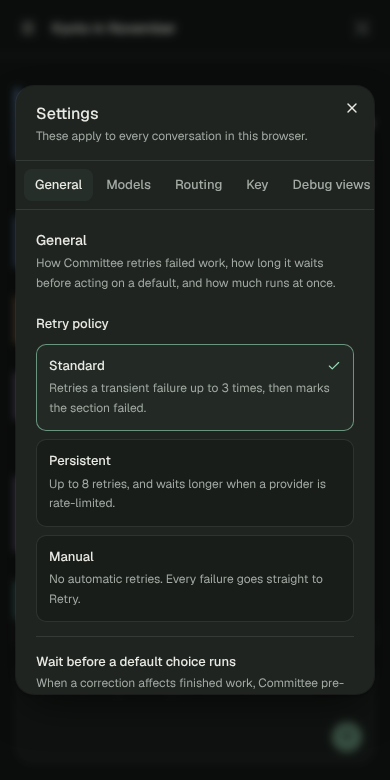 Settings
These apply to every conversation in this browser.
General Models Routing Key Debug views
General
How Committee retries failed work, how long it waits
before acting on a default, and how much runs at once.
Retry policy
Standard
Retries a transient failure up to 3 times, then marks
the section failed.
Persistent
Up to 8 retries, and waits longer when a provider is
rate-limited.
Manual
No automatic retries. Every failure goes straight to
Retry.
Wait before a default choice runs
When a correction affects finished work, Committee pre-